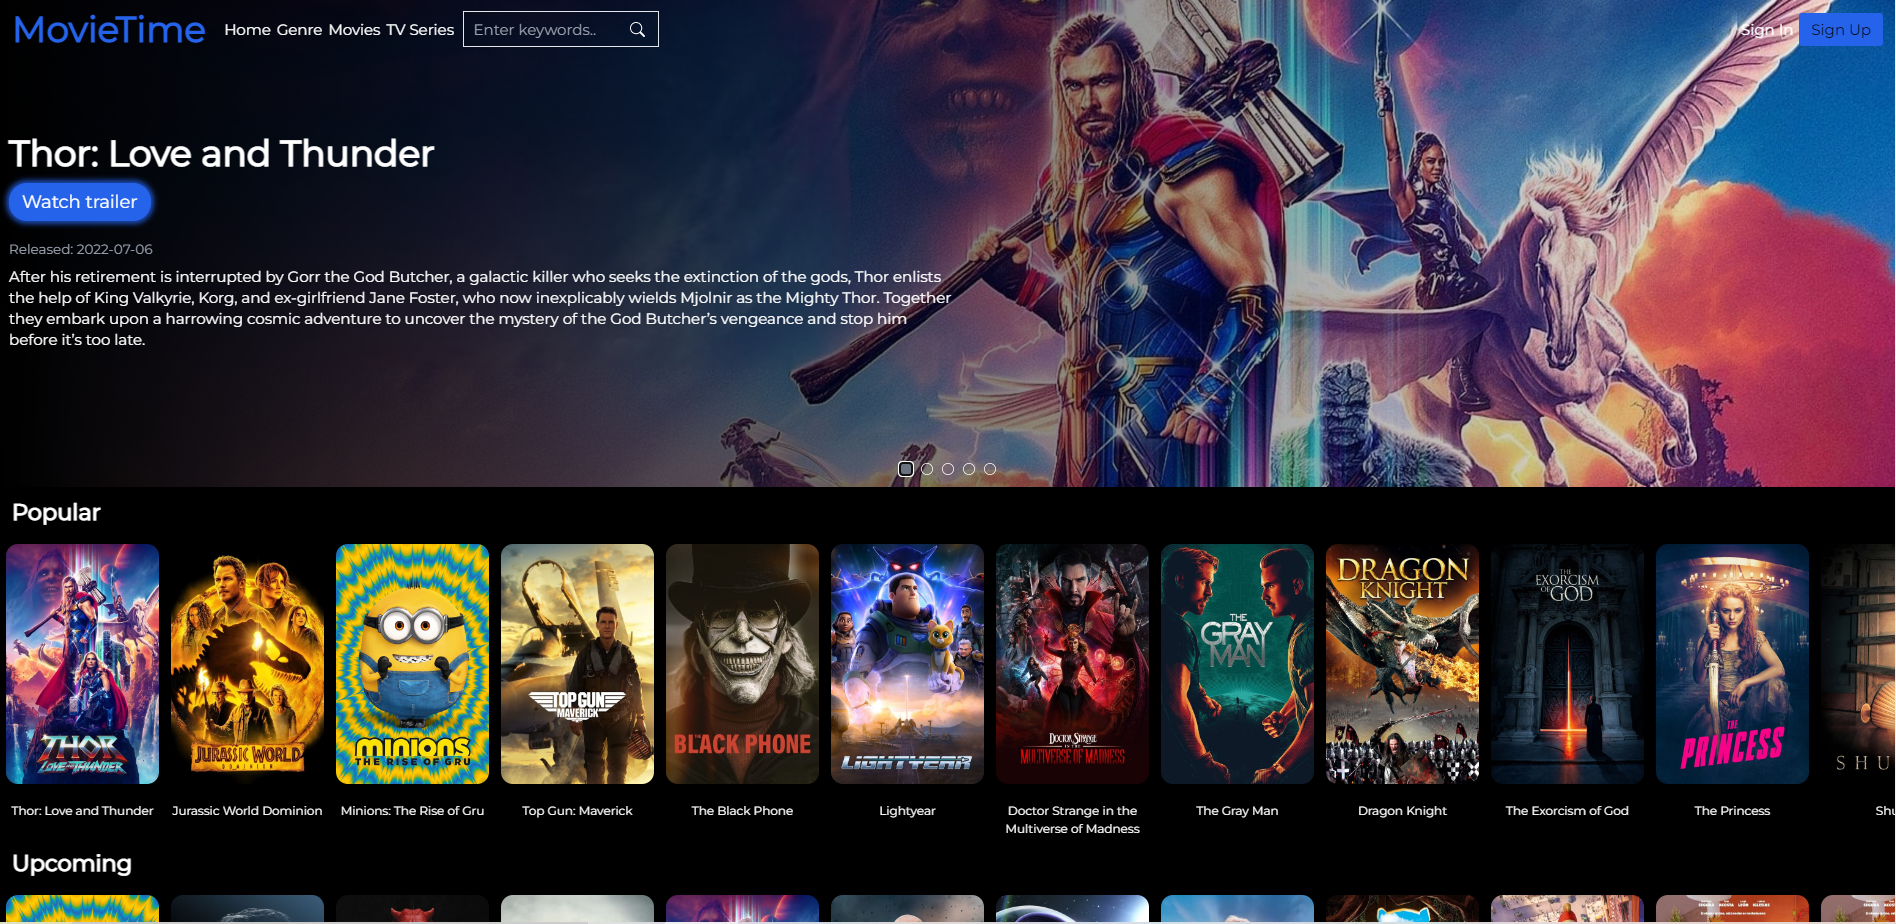 MovieTime
Home Genre Movies TV Series
Enter keywords..
Sign In
Sign Up
Thor: Love and Thunder
Watch trailer
Released: 2022-07-06
After his retirement is interrupted by Gorr the God Butcher, a galactic killer who seeks the extinction of the gods, Thor enlists
the help of King Valkyrie, Korg, and ex-girlfriend Jane Foster, who now inexplicably wields Mjolnir as the Mighty Thor. Together
they embark upon a harrowing cosmic adventure to uncover the mystery of the God Butcher’s vengeance and stop him
before it’s too late.
Popular
THOR
LOVE AND THUNDER
JURASSIC WORLD
DOMINION
MINIONS
THE RISE OF GRU
TOP GUN
MAVERICK
THE
BLACK PHONE
LIGHTYEAR
DOCTOR STRANGE
IN THE
MULTIVERSE OF MADNESS
THE
GRAY
MAN
DRAGON
KNIGHT
THE
EXORCISM
OF GOD
THE
PRINCESS
SHU
Thor: Love and Thunder
Jurassic World Dominion
Minions: The Rise of Gru
Top Gun: Maverick
The Black Phone
Lightyear
Doctor Strange in the
Multiverse of Madness
The Gray Man
Dragon Knight
The Exorcism of God
The Princess
Shu
Upcoming